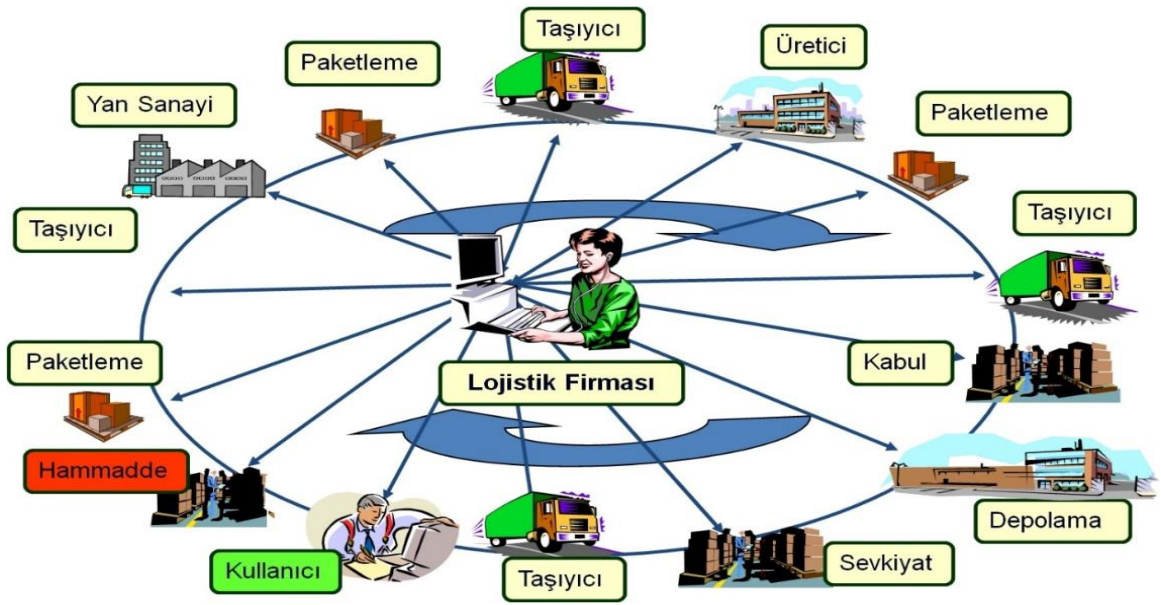 Taşıyıcı
Üretici
Paketleme
Yan Sanayi
Paketleme
Taşıyıcı
Taşıyıcı
Paketleme
Kabul
Lojistik Firması
Hammadde
Depolama
Kullanıcı
Taşıyıcı
Sevkiyat